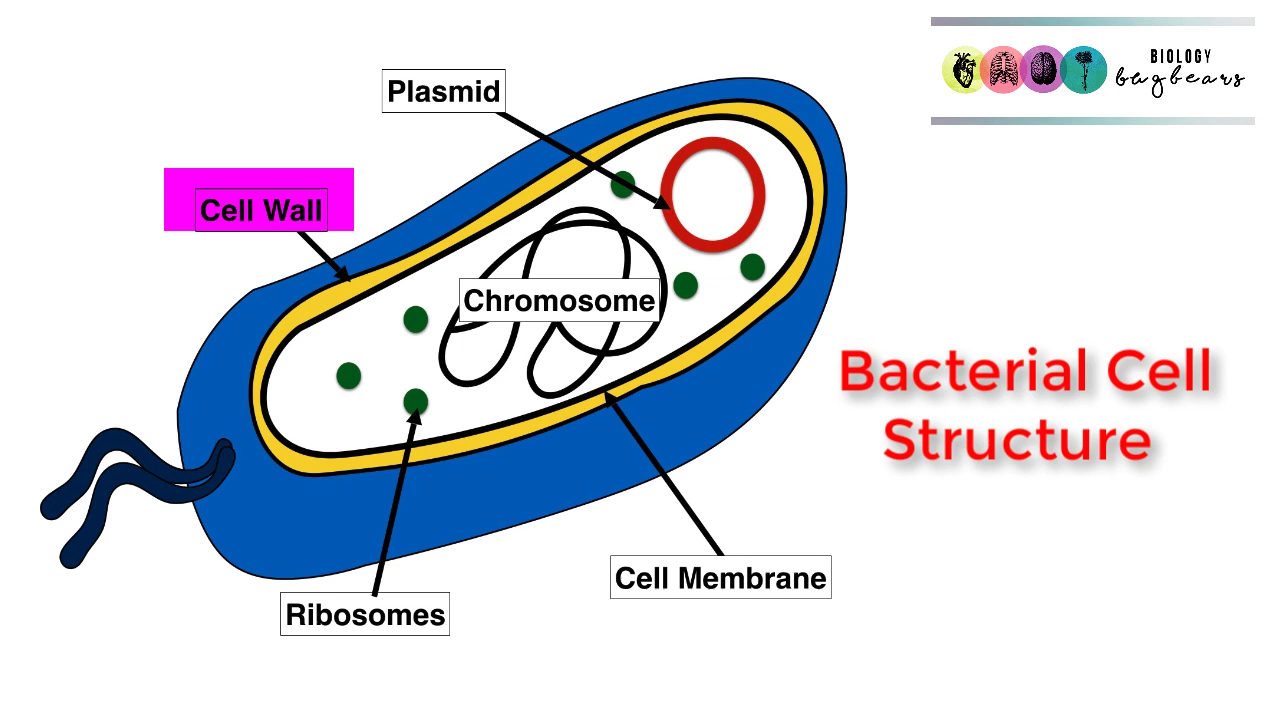 BIOLOGY
bugbears
Plasmid
Cell Wall
Chromosome
Bacterial Cell
Structure
Cell Membrane
Ribosomes